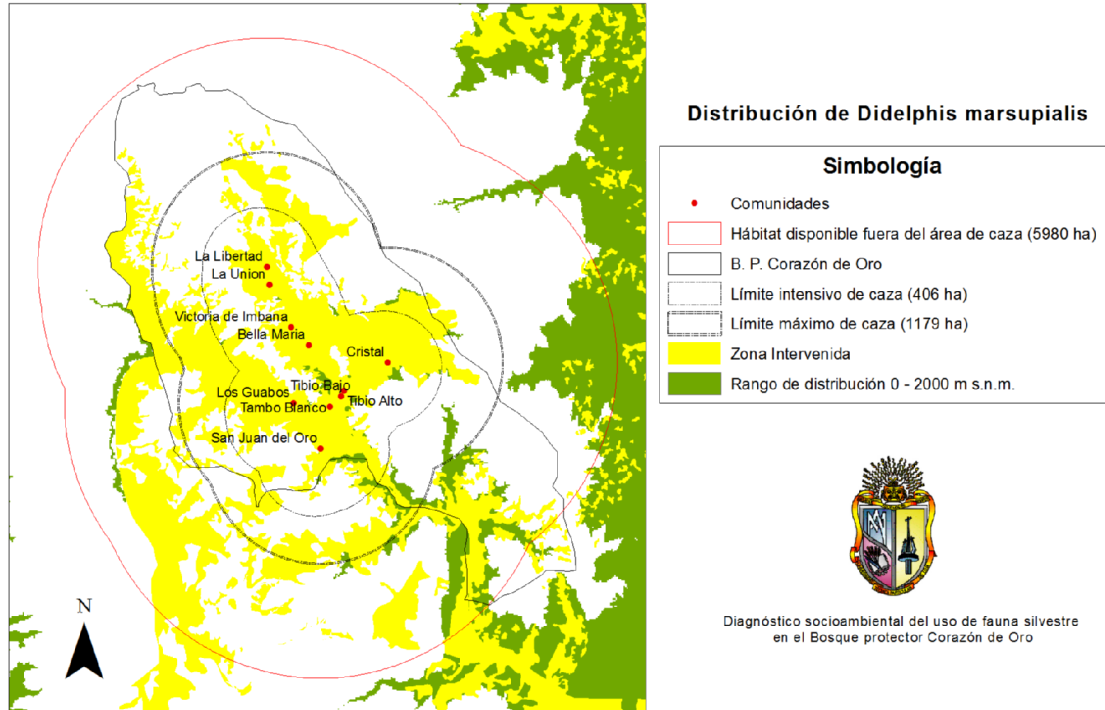 La Libertad
La Union
Victoria de Imbana
Bella Maria
Cristal
Tibio Bajo
Los Guabos
Tibio Alto
Tambo Blanco
San Juan del Oro
N
Distribución de Didelphis marsupialis
Simbología
Comunidades
Hábitat disponible fuera del área de caza (5980 ha)
B. P. Corazón de Oro
Límite intensivo de caza (406 ha)
Límite máximo de caza (1179 ha)
Zona Intervenida
Rango de distribución 0 - 2000 m s.n.m.
Diagnóstico socioambiental del uso de fauna silvestre
en el Bosque protector Corazón de Oro